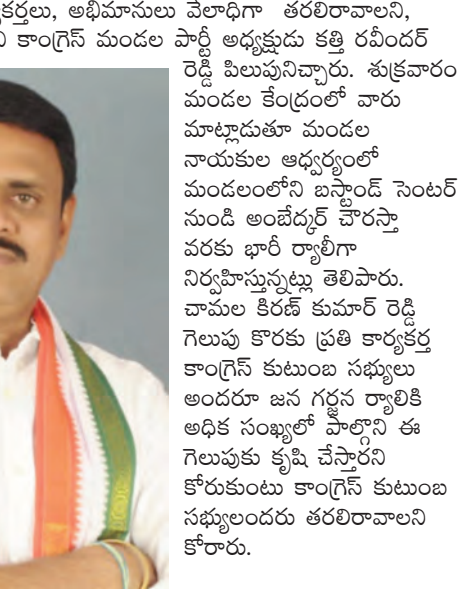 కర్తలు, అభిమానులు వేలాధిగా తరలిరావాలని,
కాంగ్రెస్ మండల పార్టీ అధ్యక్షుడు కత్తి రవీందర్
రెడ్డి పిలుపునిచ్చారు. శుక్రవారం
మండల కేంద్రంలో వారు
మాట్లాడుతూ మండల
నాయకుల ఆధ్వర్యంలో
మండలంలోని బస్టాండ్ సెంటర్
నుండి అంబేద్కర్ చౌరస్తా
వరకు భారీ ర్యాలీగా
నిర్వహిస్తున్నట్లు తెలిపారు.
చామల కిరణ్ కుమార్ రెడ్డి
గెలుపు కొరకు ప్రతి కార్యకర్త
కాంగ్రెస్ కుటుంబ సభ్యులు
అందరూ జన గర్జన ర్యాలికి
అధిక సంఖ్యలో పాల్గొని ఈ
గెలుపుకు కృషి చేస్తారని
కోరుకుంటు కాంగ్రెస్ కుటుంబ
సభ్యులందరు తరలిరావాలని
కోరారు.